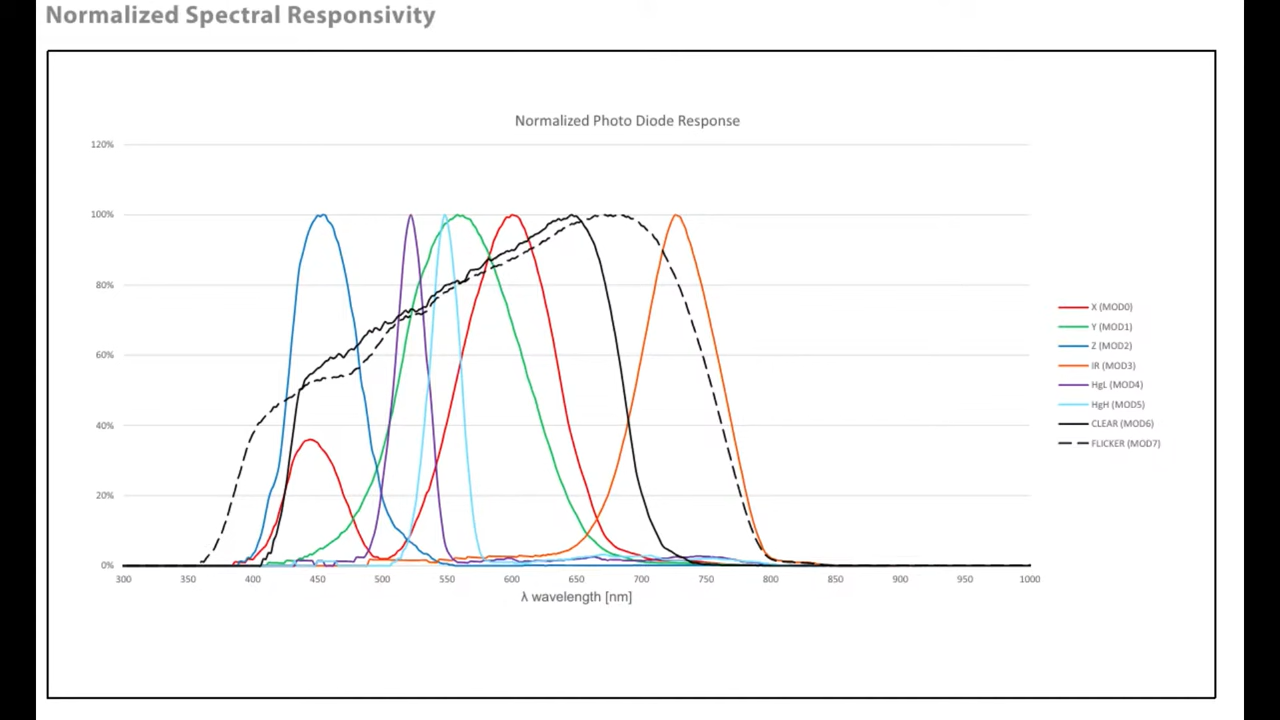 Normalized Spectral Responsivity
Normalized Photo Diode Response
120%
100%
80%
60%
40%
20%
0%
300 350 400 450 500 550 600 650 700 750 800 850 900 950 1000
λ wavelength [nm]
X (MOD0)
Y (MOD1)
Z (MOD2)
IR (MOD3)
HgL (MOD4)
HgH (MOD5)
CLEAR (MOD6)
FLICKER (MOD7)